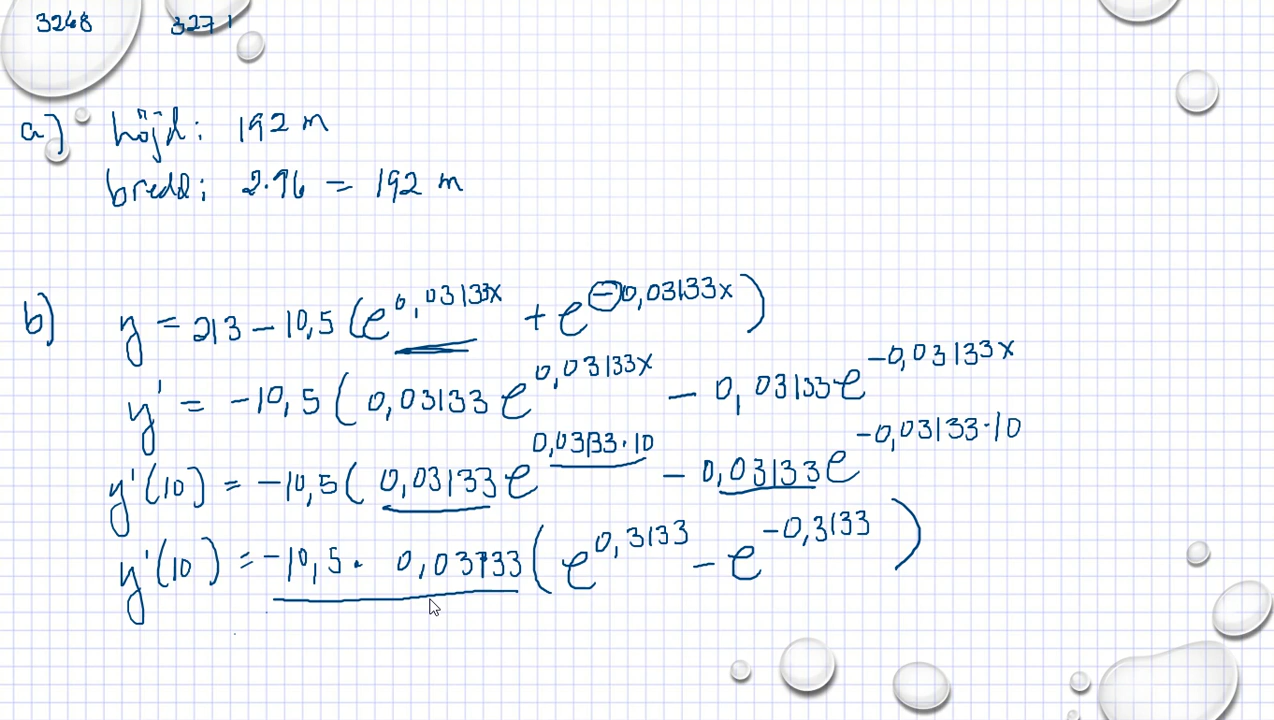 3268 3271
a) höjd: 192 m
bredd: 2·96 = 192 m
b) y = 213 - 10,5 (e^0,03133x + e^-0,03133x)
y' = -10,5 (0,03133 e^0,03133x - 0,03133e^-0,03133x
y'(10) = -10,5 (0,03133 e^0,03133·10 - 0,03133 e^-0,03133·10
y'(10) = -10,5 · 0,03133 (e^0,3133 - e^-0,3133)